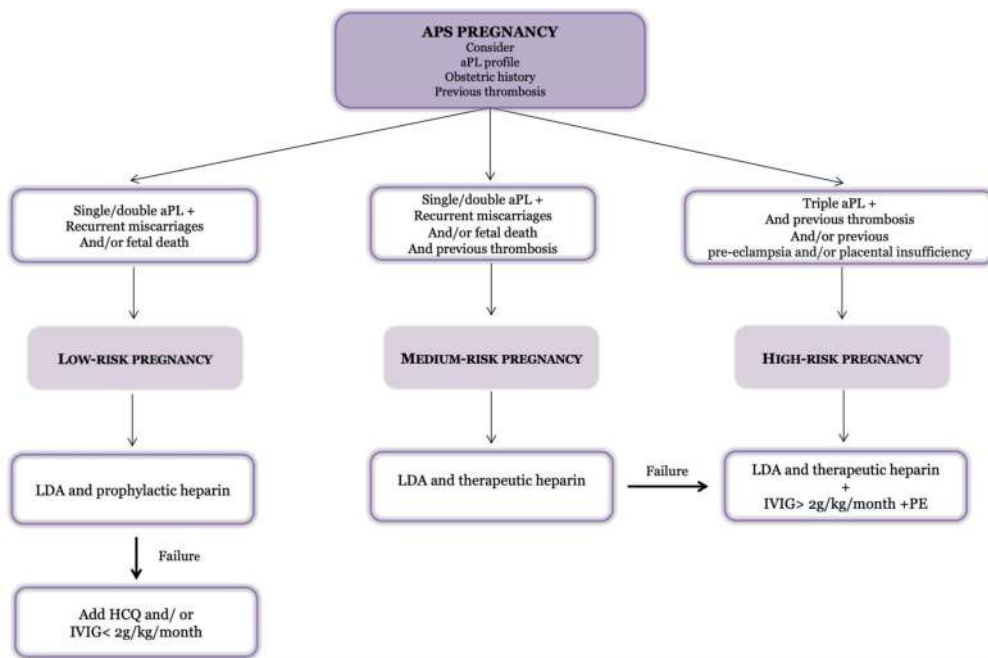 APS PREGNANCY
Consider
aPL profile
Obstetric history
Previous thrombosis
Single/double aPL +
Recurrent miscarriages
And/or fetal death
Single/double aPL +
Recurrent miscarriages
And/or fetal death
And previous thrombosis
Triple aPL +
And previous thrombosis
And/or previous
pre-eclampsia and/or placental insufficiency
LOW-RISK PREGNANCY
MEDIUM-RISK PREGNANCY
HIGH-RISK PREGNANCY
LDA and prophylactic heparin
LDA and therapeutic heparin
Failure
LDA and therapeutic heparin
+
IVIG> 2g/kg/month +PE
Failure
Add HCQ and/ or
IVIG< 2g/kg/month